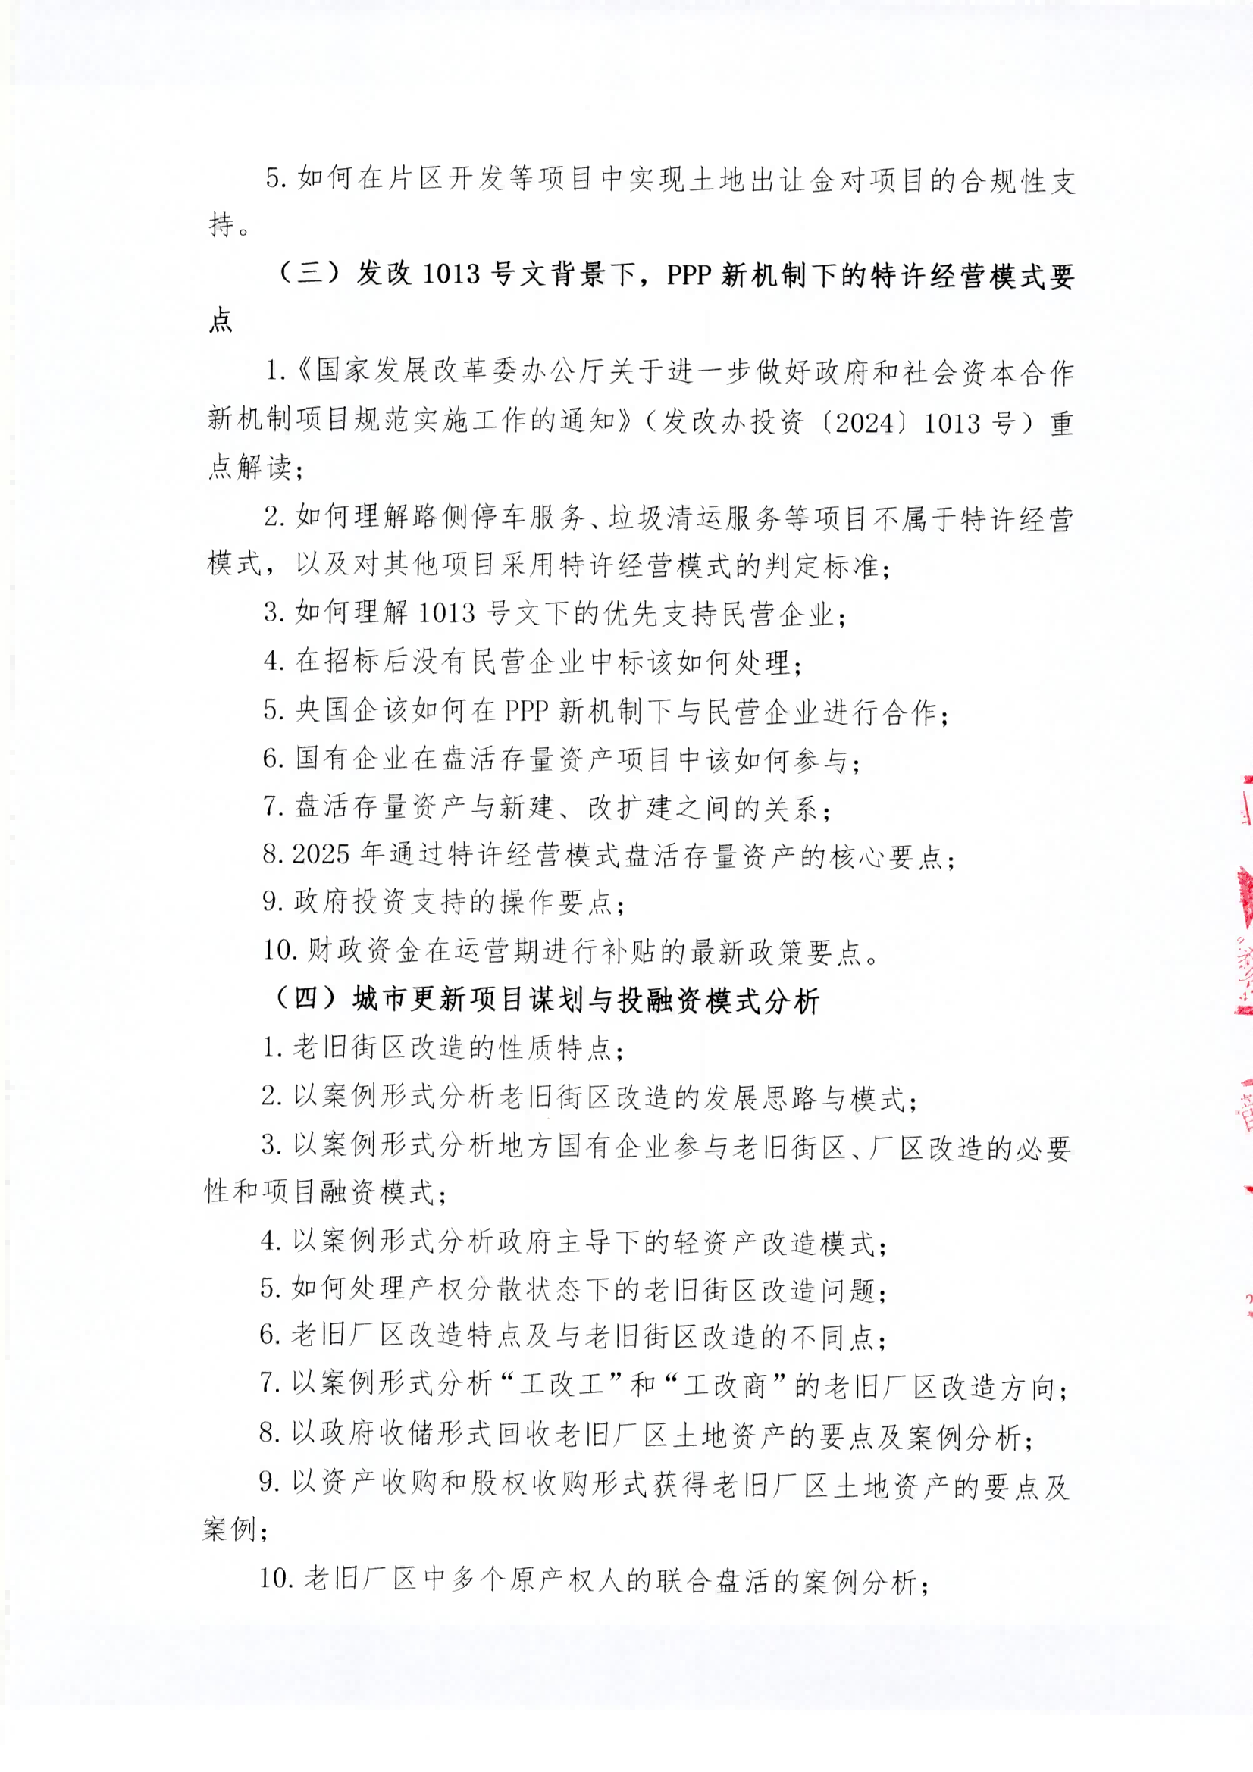 5. 如何在片区开发等项目中实现土地出让金对项目的合规性支
持。
（三）发改 1013 号文背景下，PPP 新机制下的特许经营模式要
点
1.《国家发展改革委办公厅关于进一步做好政府和社会资本合作
新机制项目规范实施工作的通知》（发改办投资〔2024〕1013 号）重
点解读；
2. 如何理解路侧停车服务、垃圾清运服务等项目不属于特许经营
模式，以及对其他项目采用特许经营模式的判定标准；
3. 如何理解 1013 号文下的优先支持民营企业；
4. 在招标后没有民营企业中标该如何处理；
5. 央国企该如何在 PPP 新机制下与民营企业进行合作；
6. 国有企业在盘活存量资产项目中该如何参与；
7. 盘活存量资产与新建、改扩建之间的关系；
8. 2025 年通过特许经营模式盘活存量资产的核心要点；
9. 政府投资支持的操作要点；
10. 财政资金在运营期进行补贴的最新政策要点。
（四）城市更新项目谋划与投融资模式分析
1. 老旧街区改造的性质特点；
2. 以案例形式分析老旧街区改造的发展思路与模式；
3. 以案例形式分析地方国有企业参与老旧街区、厂区改造的必要
性和项目融资模式；
4. 以案例形式分析政府主导下的轻资产改造模式；
5. 如何处理产权分散状态下的老旧街区改造问题；
6. 老旧厂区改造特点及与老旧街区改造的不同点；
7. 以案例形式分析“工改工”和“工改商”的老旧厂区改造方向；
8. 以政府收储形式回收老旧厂区土地资产的要点及案例分析；
9. 以资产收购和股权收购形式获得老旧厂区土地资产的要点及
案例；
10. 老旧厂区中多个原产权人的联合盘活的案例分析；